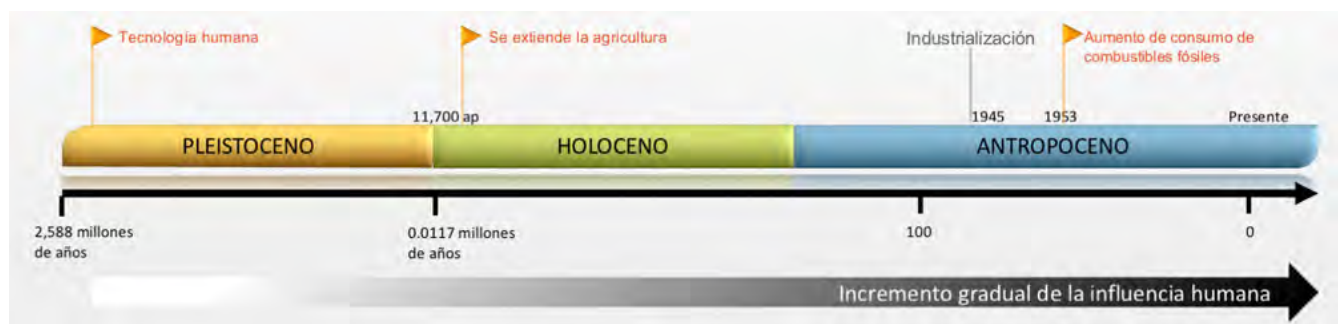 Tecnología humana
Se extiende la agricultura
Industrialización
Aumento de consumo de
combustibles fósiles
11,700 ap
1945
1953
Presente
PLEISTOCENO
HOLOCENO
ANTROPOCENO
2,588 millones
de años
0.0117 millones
de años
100
0
Incremento gradual de la influencia humana